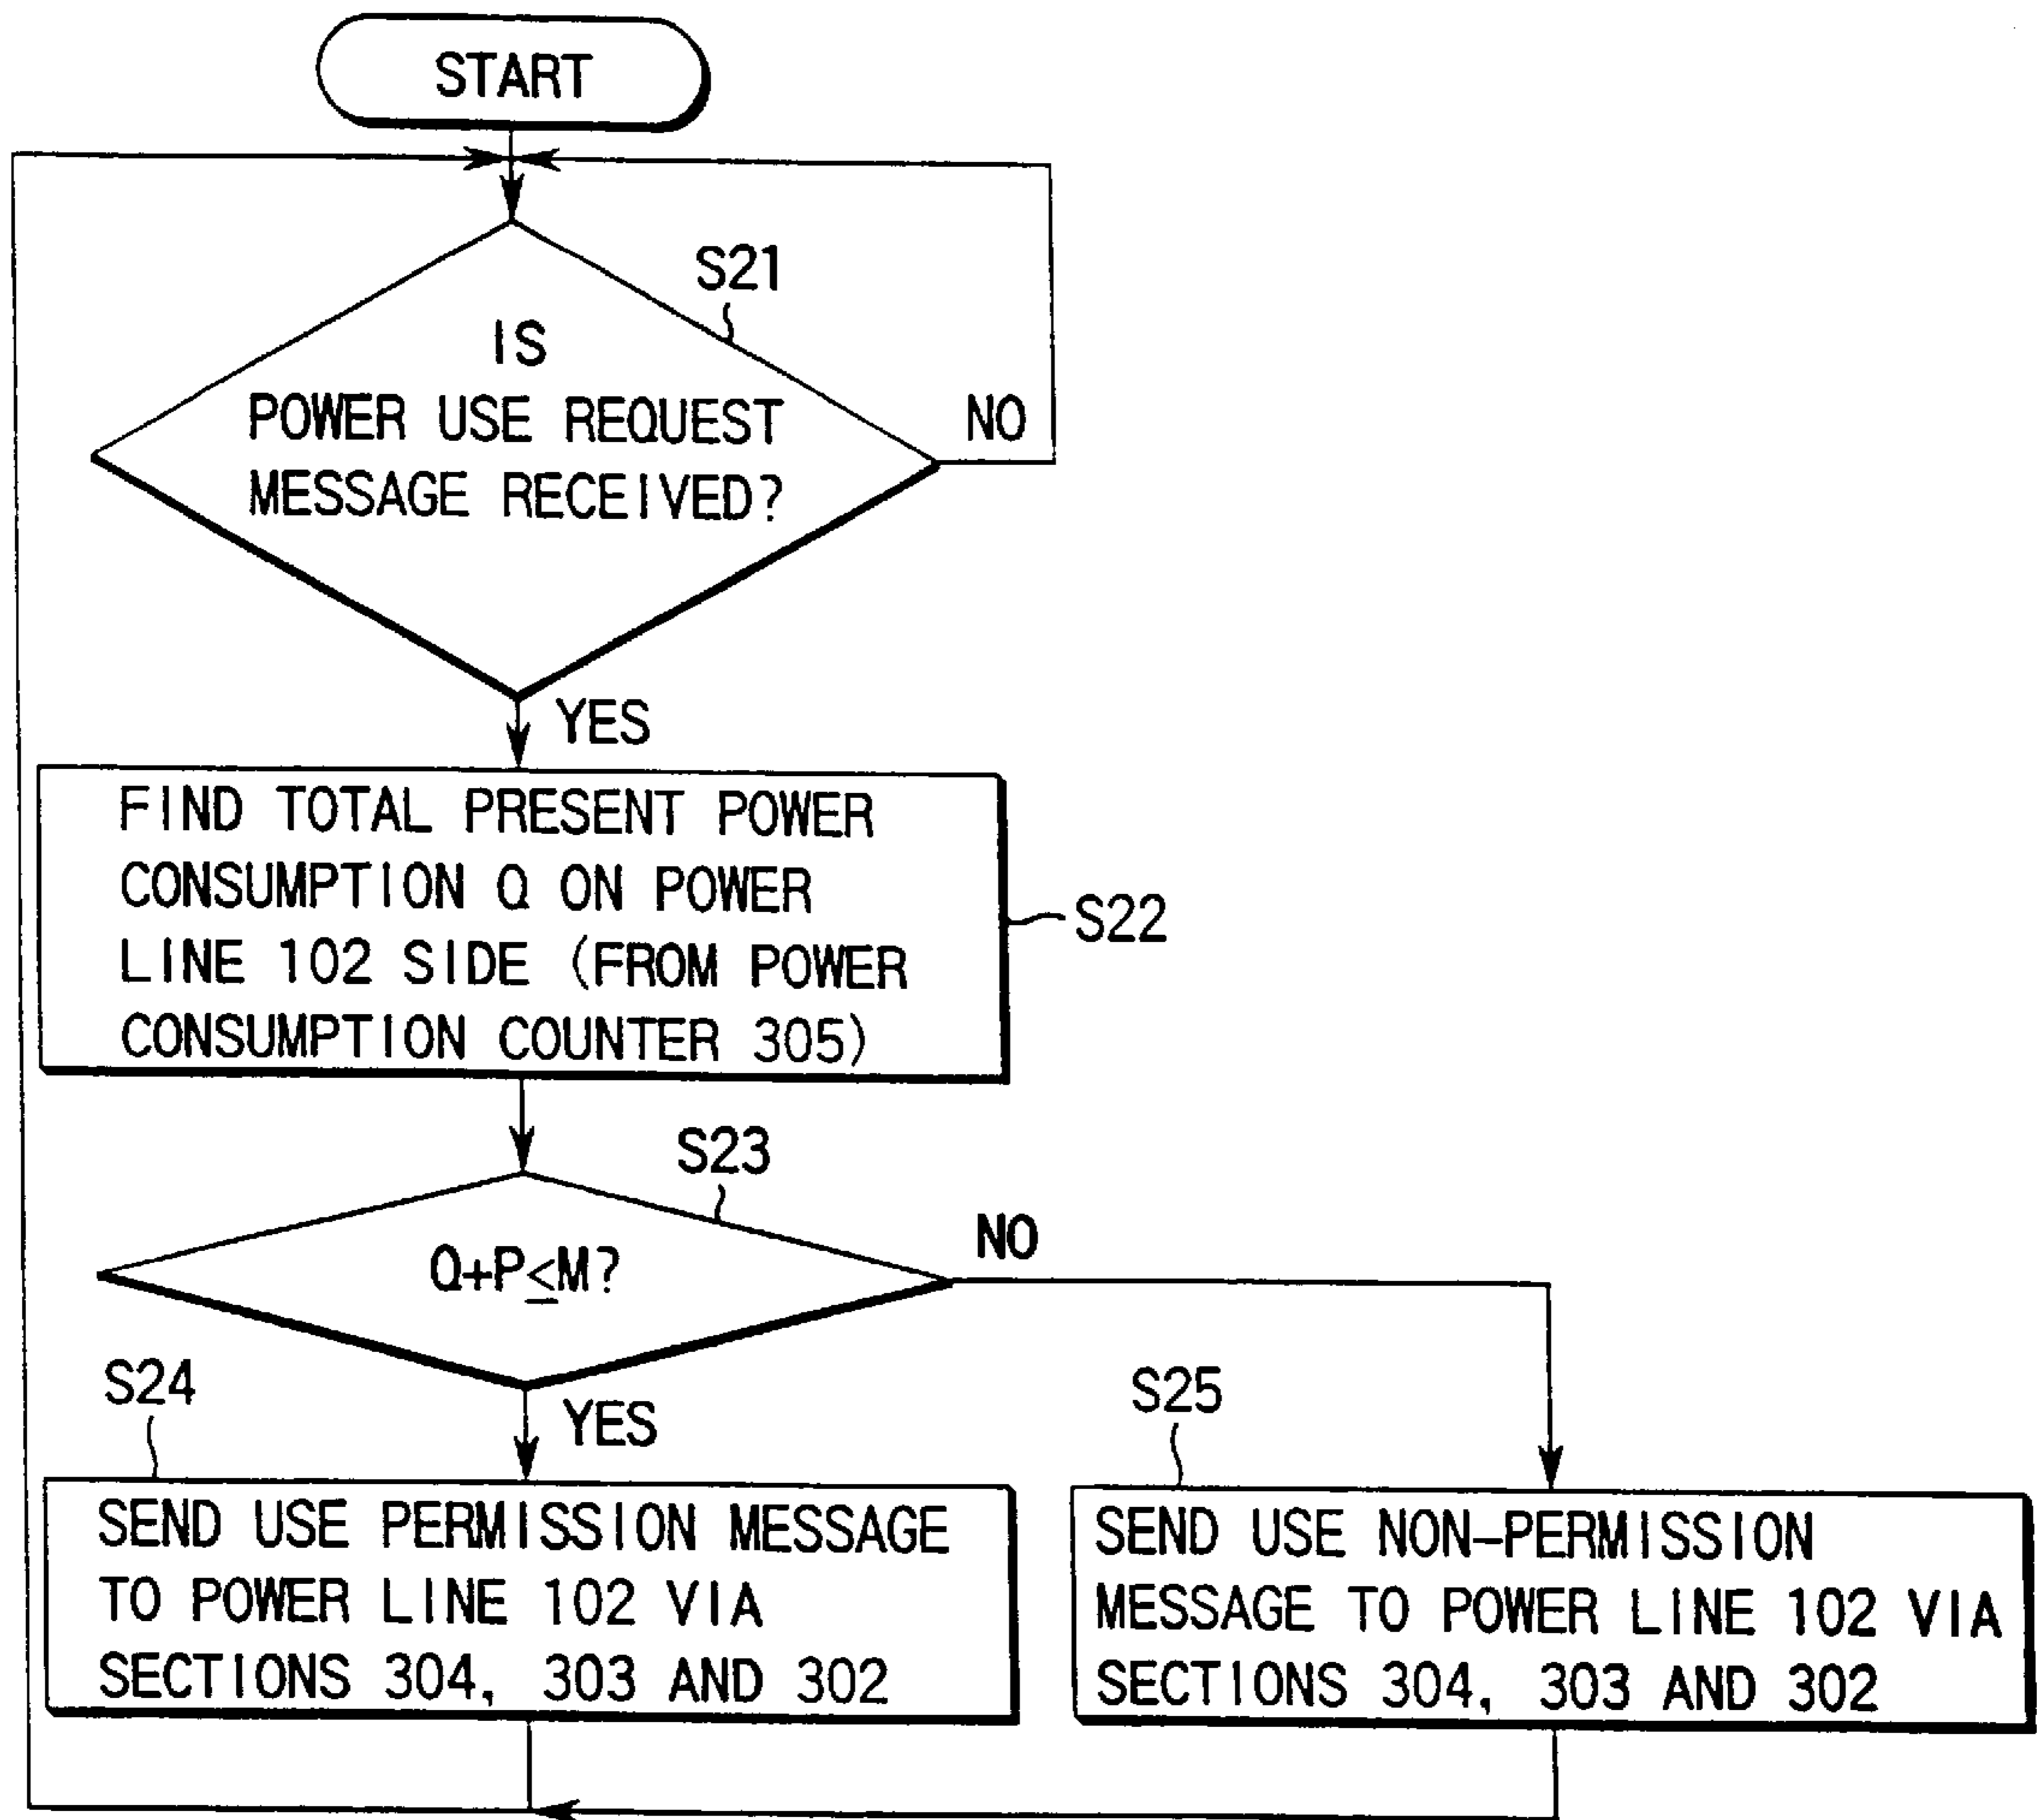 START
S21
IS
POWER USE REQUEST
MESSAGE RECEIVED?
NO
YES
FIND TOTAL PRESENT POWER
CONSUMPTION Q ON POWER
LINE 102 SIDE (FROM POWER
CONSUMPTION COUNTER 305)
S22
S23
Q+P≤M?
NO
YES
S24
SEND USE PERMISSION MESSAGE
TO POWER LINE 102 VIA
SECTIONS 304, 303 AND 302
S25
SEND USE NON-PERMISSION
MESSAGE TO POWER LINE 102 VIA
SECTIONS 304, 303 AND 302